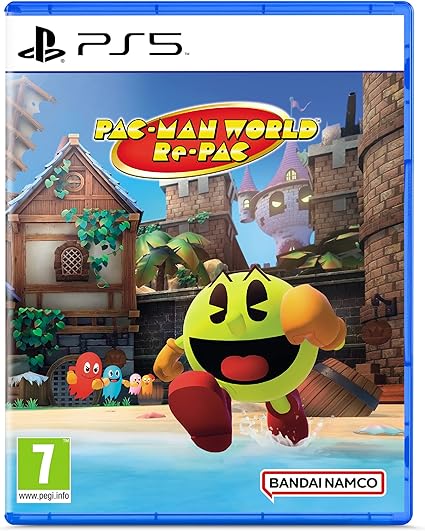 PS5
PAC-MAN WORLD
Re-PAC
7
www.pegi.info
BANDAI NAMCO